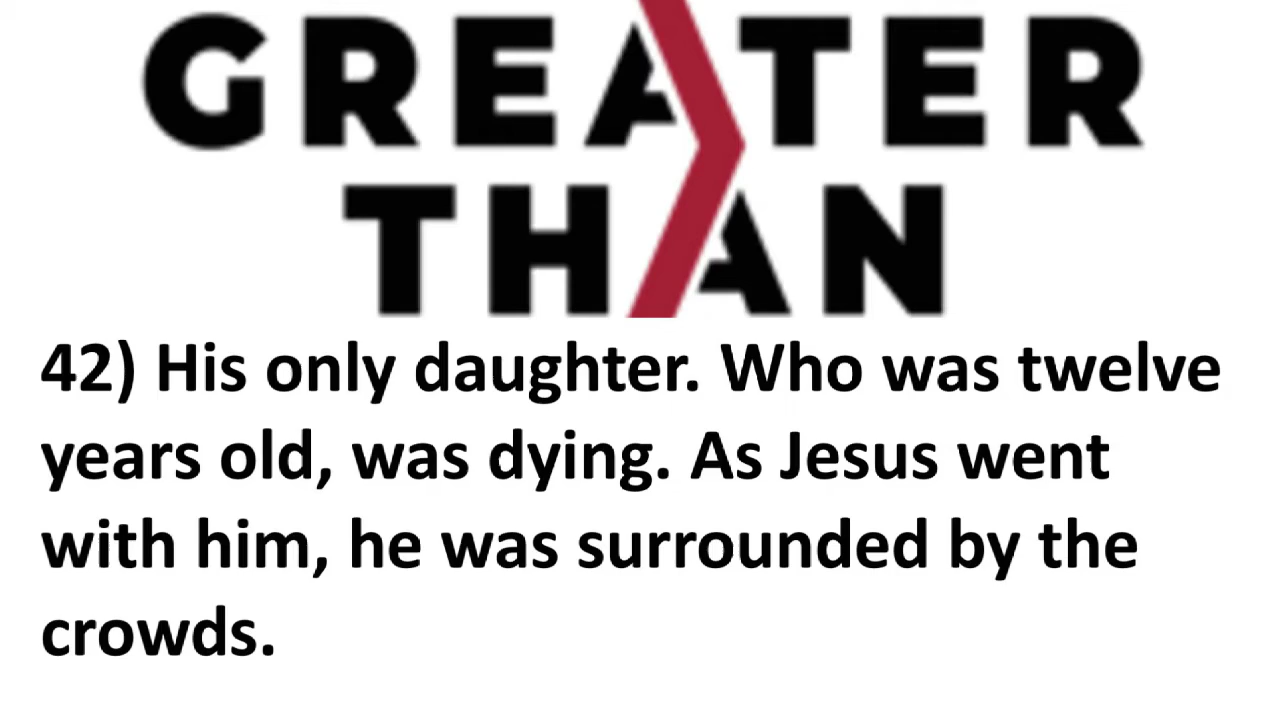 GREATER
THAN
42) His only daughter. Who was twelve
years old, was dying. As Jesus went
with him, he was surrounded by the
crowds.